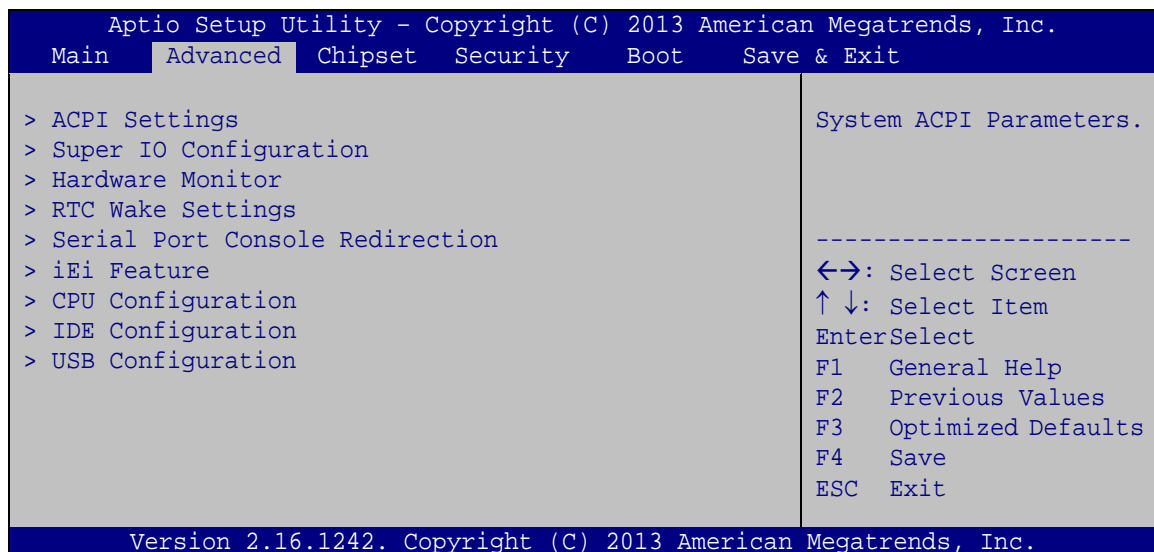 Aptio Setup Utility – Copyright (C) 2013 American Megatrends, Inc.
Main Advanced Chipset Security Boot Save & Exit
> ACPI Settings
> Super IO Configuration
> Hardware Monitor
> RTC Wake Settings
> Serial Port Console Redirection
> iEi Feature
> CPU Configuration
> IDE Configuration
> USB Configuration
System ACPI Parameters.
----------------------
←→: Select Screen
↑ ↓: Select Item
EnterSelect
F1 General Help
F2 Previous Values
F3 Optimized Defaults
F4 Save
ESC Exit
Version 2.16.1242. Copyright (C) 2013 American Megatrends, Inc.